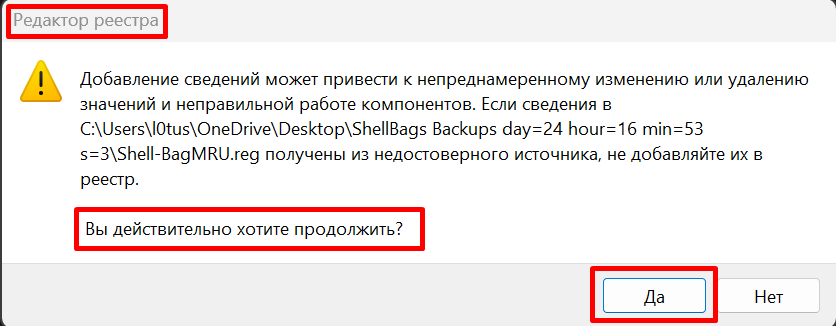 Редактор реестра
Добавление сведений может привести к непреднамеренному изменению или удалению
значений и неправильной работе компонентов. Если сведения в
C:\Users\l0tus\OneDrive\Desktop\ShellBags Backups day=24 hour=16 min=53
s=3\Shell-BagMRU.reg получены из недостоверного источника, не добавляйте их в
реестр.
Вы действительно хотите продолжить?
Да
Нет